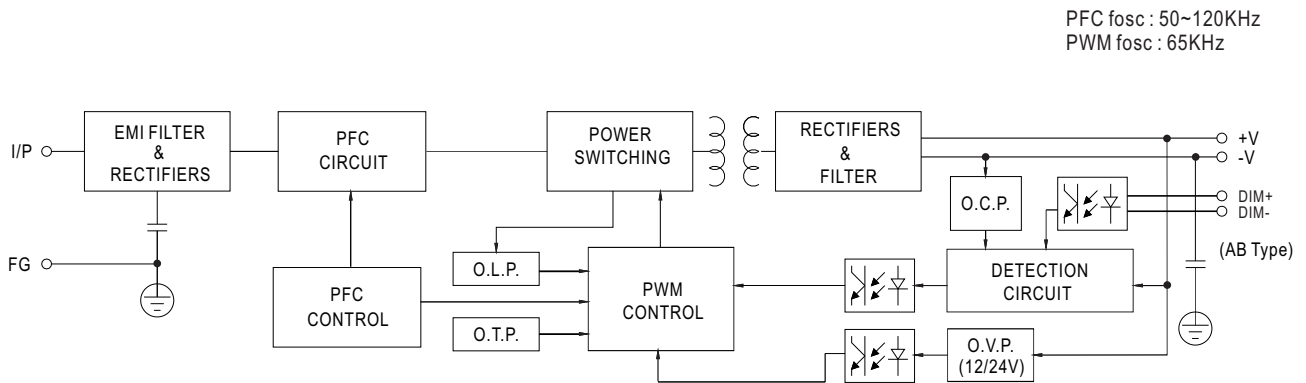 PFC fosc : 50~120KHz
PWM fosc : 65KHz
I/P
EMI FILTER
&
RECTIFIERS
PFC
CIRCUIT
POWER
SWITCHING
RECTIFIERS
&
FILTER
+V
-V
O.C.P.
DIM+
DIM-
(AB Type)
FG
O.L.P.
PFC
CONTROL
PWM
CONTROL
DETECTION
CIRCUIT
O.T.P.
O.V.P.
(12/24V)